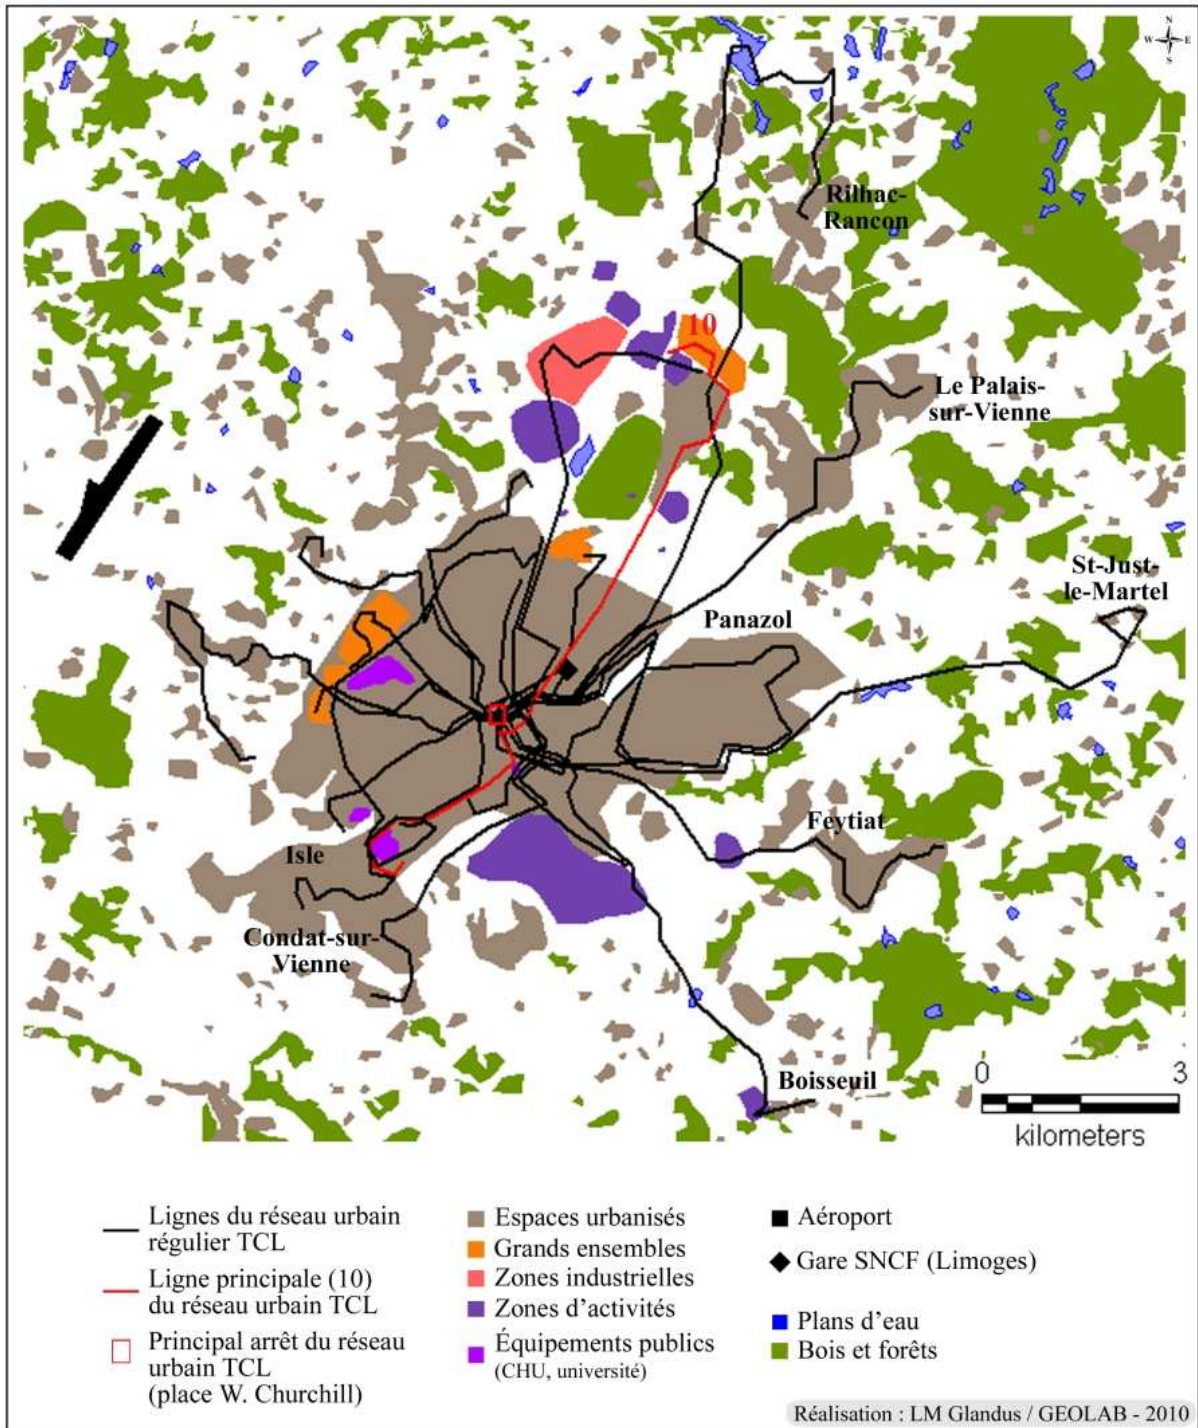 N
W E
S
Rilhac-
Rancon
10
Le Palais-
sur-Vienne
St-Just-
le-Martel
Panazol
Feytiat
Isle
Condat-sur-
Vienne
Boisseuil
0 3
kilometers
Lignes du réseau urbain
régulier TCL
Ligne principale (10)
du réseau urbain TCL
Principal arrêt du réseau
urbain TCL
(place W. Churchill)
Espaces urbanisés
Grands ensembles
Zones industrielles
Zones d'activités
Équipements publics
(CHU, université)
Aéroport
Gare SNCF (Limoges)
Plans d'eau
Bois et forêts
Réalisation : LM Glandus / GEOLAB - 2010